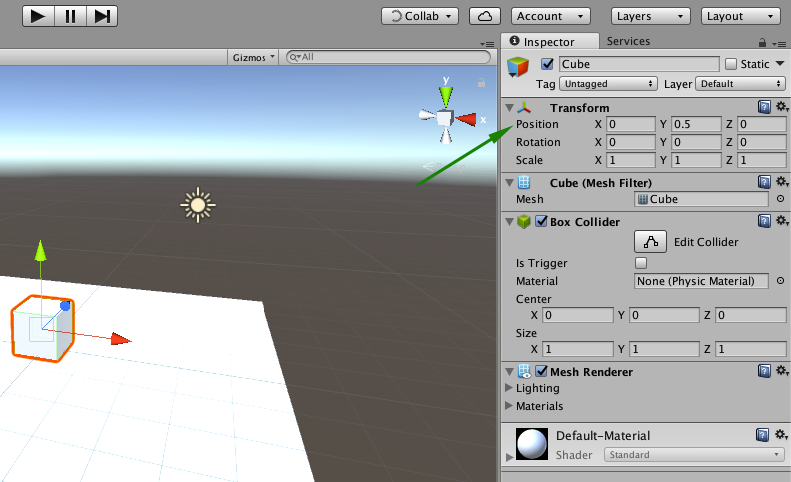 Collab Account Layers Layout
Inspector Services
Gizmos All
Cube Static
Tag Untagged Layer Default
y
x
Transform
Position X 0 Y 0.5 Z 0
Rotation X 0 Y 0 Z 0
Scale X 1 Y 1 Z 1
Cube (Mesh Filter)
Mesh Cube
Box Collider
Edit Collider
Is Trigger
Material None (Physic Material)
Center
X 0 Y 0 Z 0
Size
X 1 Y 1 Z 1
Mesh Renderer
Lighting
Materials
Default-Material
Shader Standard